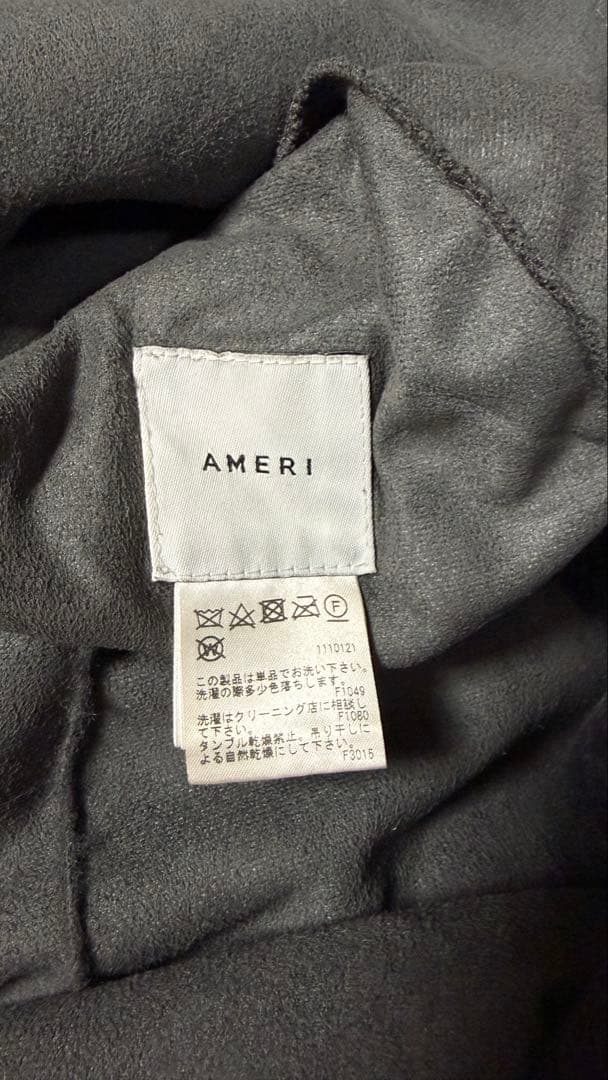 AMERI
F
W
1110121
この製品は単品でお洗い下さい。
洗濯の際多少色落ちします。
F1049
洗濯はクリーニング店に相談し
て下さい。
F1080
タンブル乾燥禁止。吊り干しに
よる自然乾燥にして下さい。
F3015